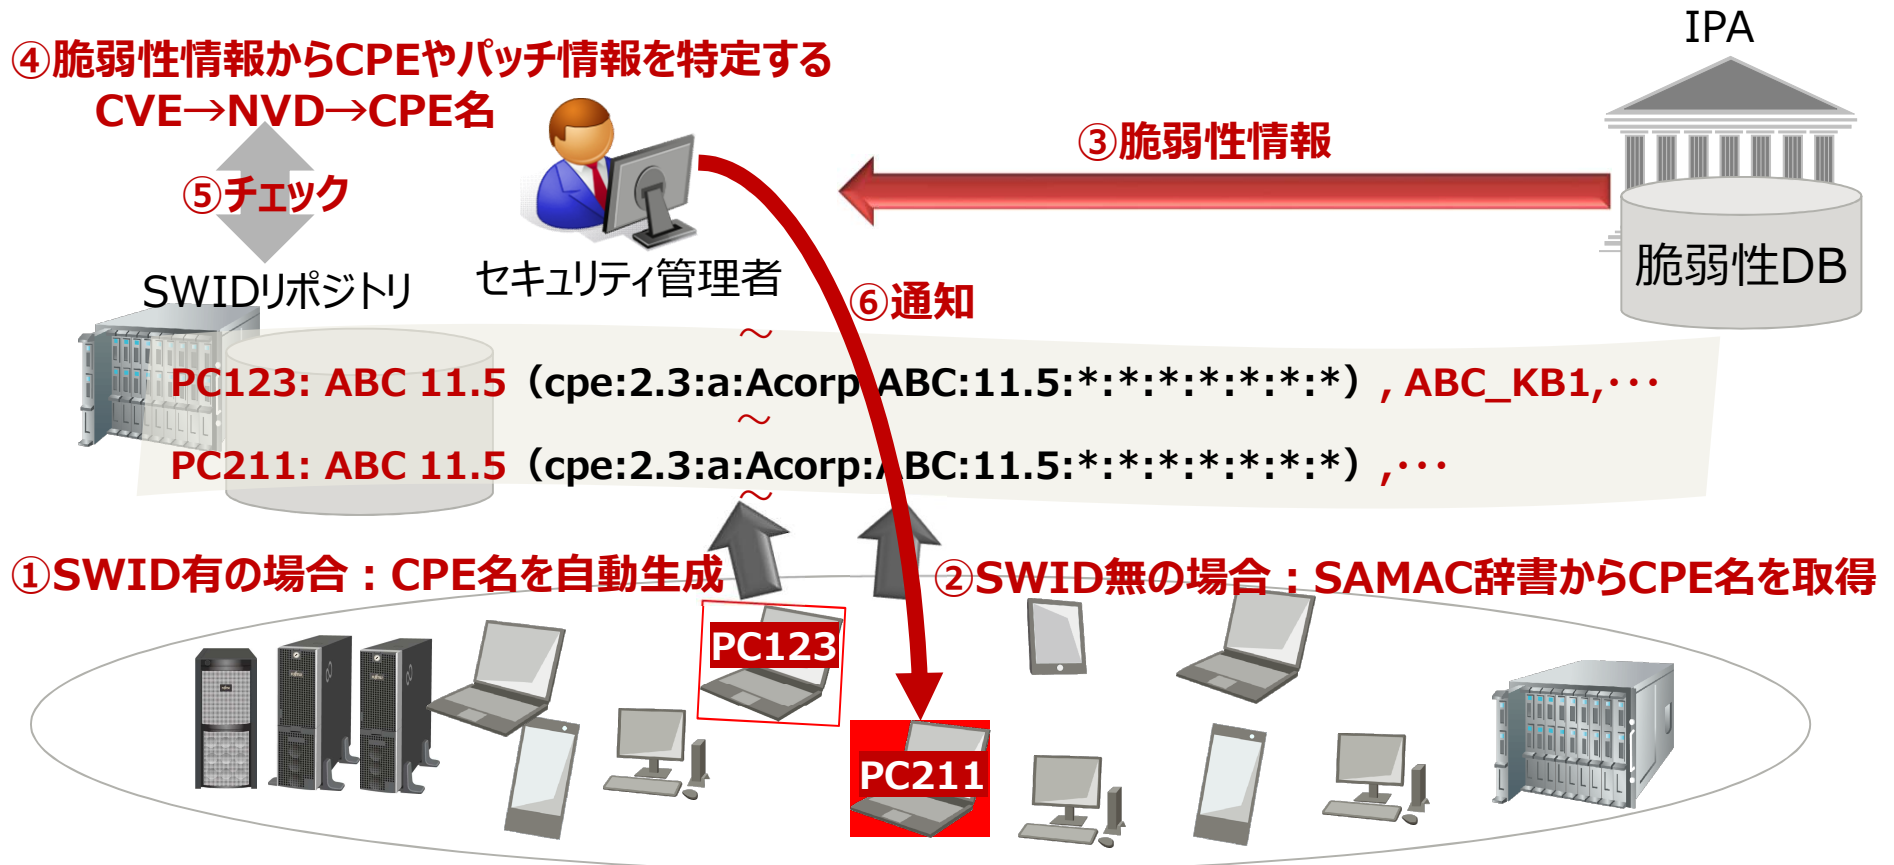 IPA
④脆弱性情報からCPEやパッチ情報を特定する
CVE→NVD→CPE名
③脆弱性情報
⑤チェック
脆弱性DB
SWIDリポジトリ
セキュリティ管理者
⑥通知
～
PC123: ABC 11.5（cpe:2.3:a:Acorp:ABC:11.5:*:*:*:*:*:*:*）, ABC_KB1,・・・
～
PC211: ABC 11.5（cpe:2.3:a:Acorp:ABC:11.5:*:*:*:*:*:*:*）,・・・
～
①SWID有の場合：CPE名を自動生成
②SWID無の場合：SAMAC辞書からCPE名を取得
PC123
PC211